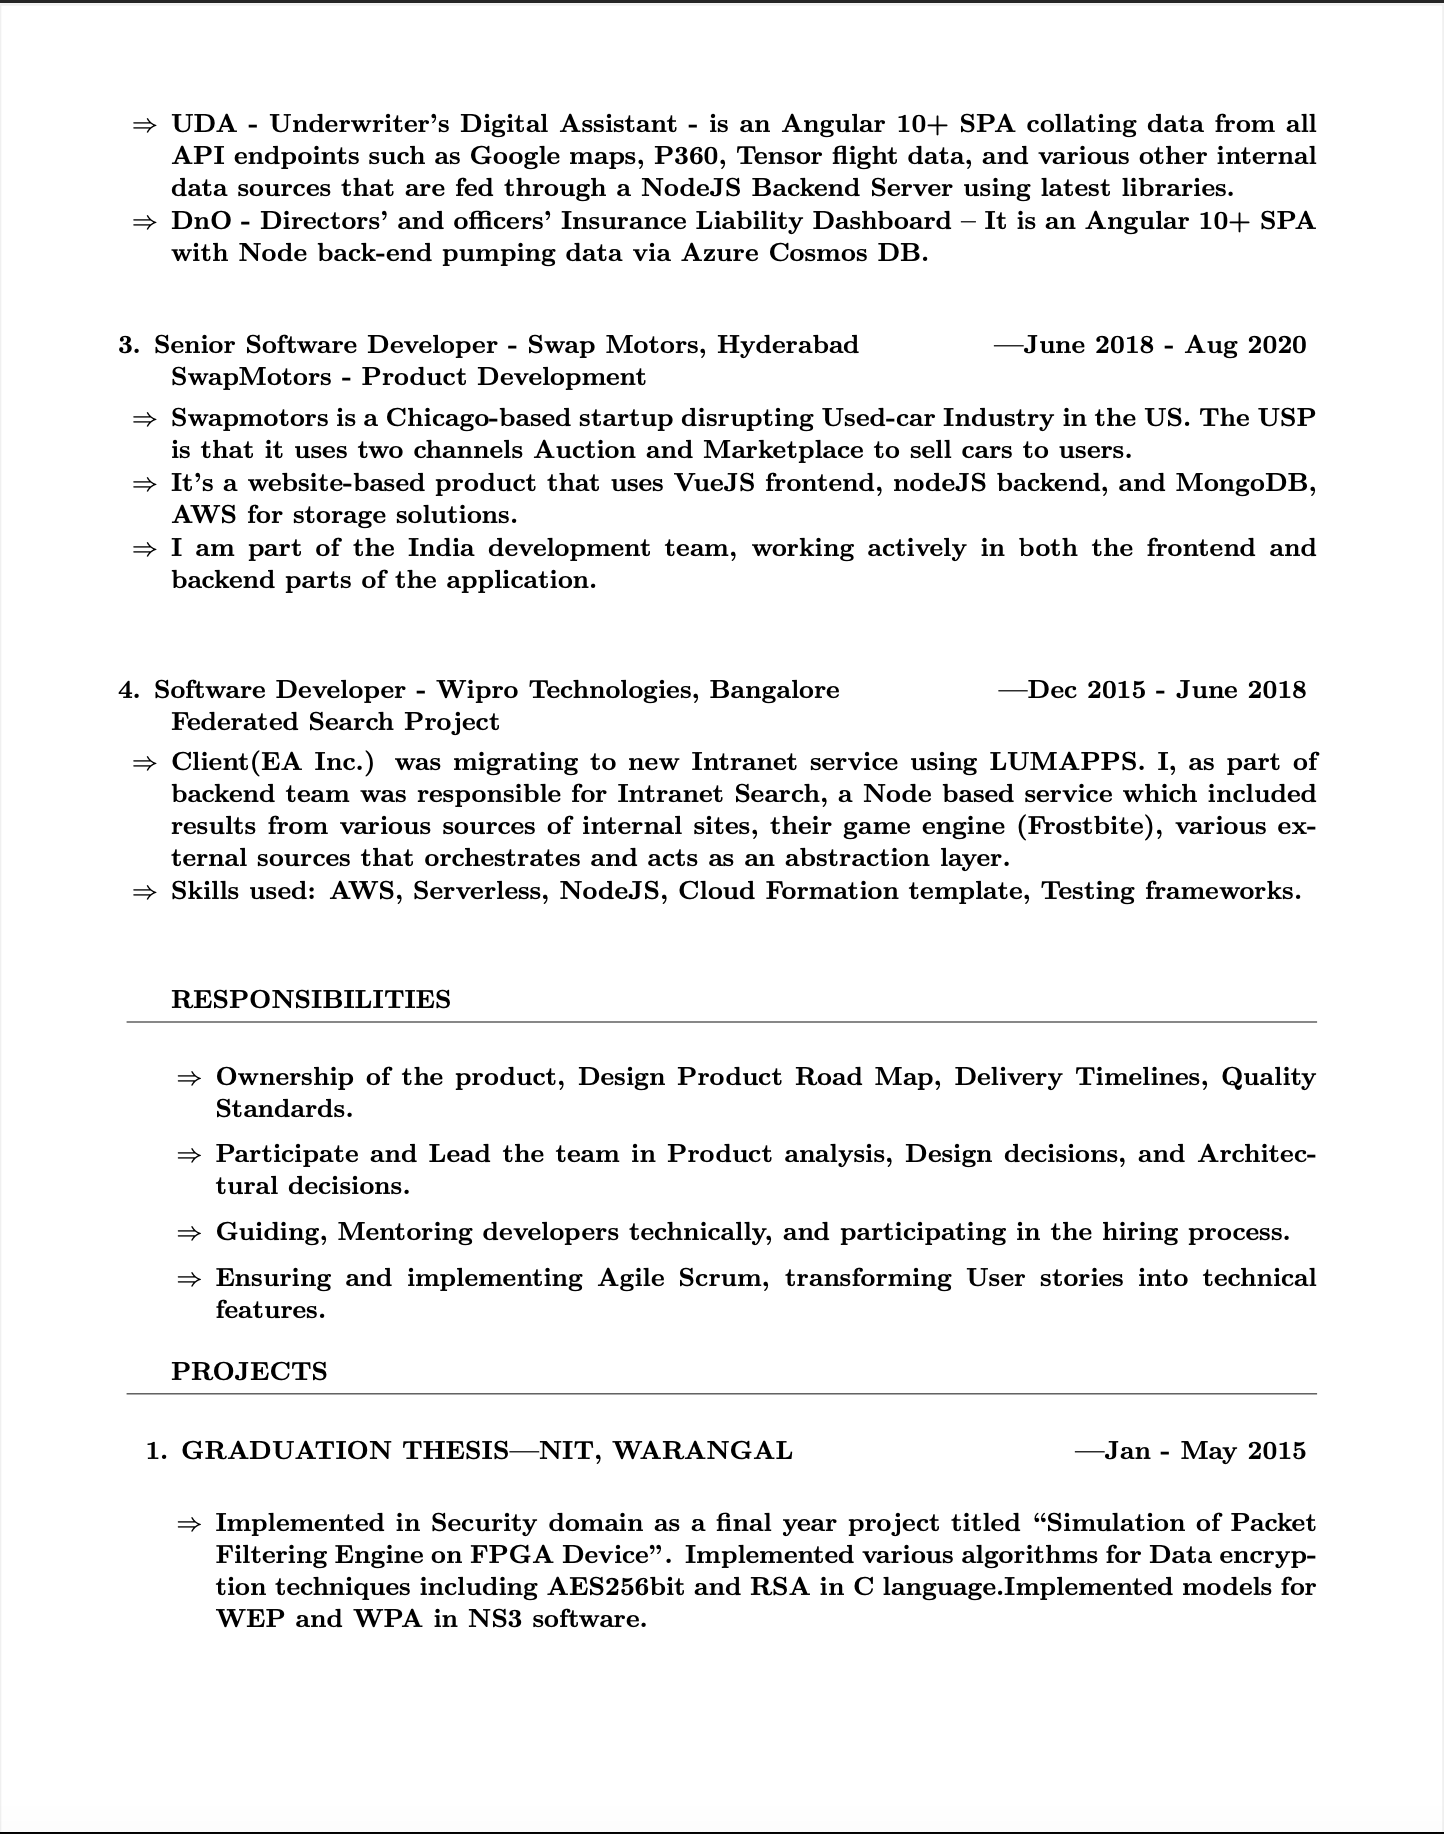 ⇒ UDA - Underwriter's Digital Assistant - is an Angular 10+ SPA collating data from all
API endpoints such as Google maps, P360, Tensor flight data, and various other internal
data sources that are fed through a NodeJS Backend Server using latest libraries.
⇒ DnO - Directors' and officers' Insurance Liability Dashboard – It is an Angular 10+ SPA
with Node back-end pumping data via Azure Cosmos DB.
3. Senior Software Developer - Swap Motors, Hyderabad —June 2018 - Aug 2020
SwapMotors - Product Development
⇒ Swapmotors is a Chicago-based startup disrupting Used-car Industry in the US. The USP
is that it uses two channels Auction and Marketplace to sell cars to users.
⇒ It's a website-based product that uses VueJS frontend, nodeJS backend, and MongoDB,
AWS for storage solutions.
⇒ I am part of the India development team, working actively in both the frontend and
backend parts of the application.
4. Software Developer - Wipro Technologies, Bangalore —Dec 2015 - June 2018
Federated Search Project
⇒ Client(EA Inc.) was migrating to new Intranet service using LUMAPPS. I, as part of
backend team was responsible for Intranet Search, a Node based service which included
results from various sources of internal sites, their game engine (Frostbite), various ex-
ternal sources that orchestrates and acts as an abstraction layer.
⇒ Skills used: AWS, Serverless, NodeJS, Cloud Formation template, Testing frameworks.
RESPONSIBILITIES
⇒ Ownership of the product, Design Product Road Map, Delivery Timelines, Quality
Standards.
⇒ Participate and Lead the team in Product analysis, Design decisions, and Architec-
tural decisions.
⇒ Guiding, Mentoring developers technically, and participating in the hiring process.
⇒ Ensuring and implementing Agile Scrum, transforming User stories into technical
features.
PROJECTS
1. GRADUATION THESIS—NIT, WARANGAL —Jan - May 2015
⇒ Implemented in Security domain as a final year project titled “Simulation of Packet
Filtering Engine on FPGA Device”. Implemented various algorithms for Data encryp-
tion techniques including AES256bit and RSA in C language.Implemented models for
WEP and WPA in NS3 software.